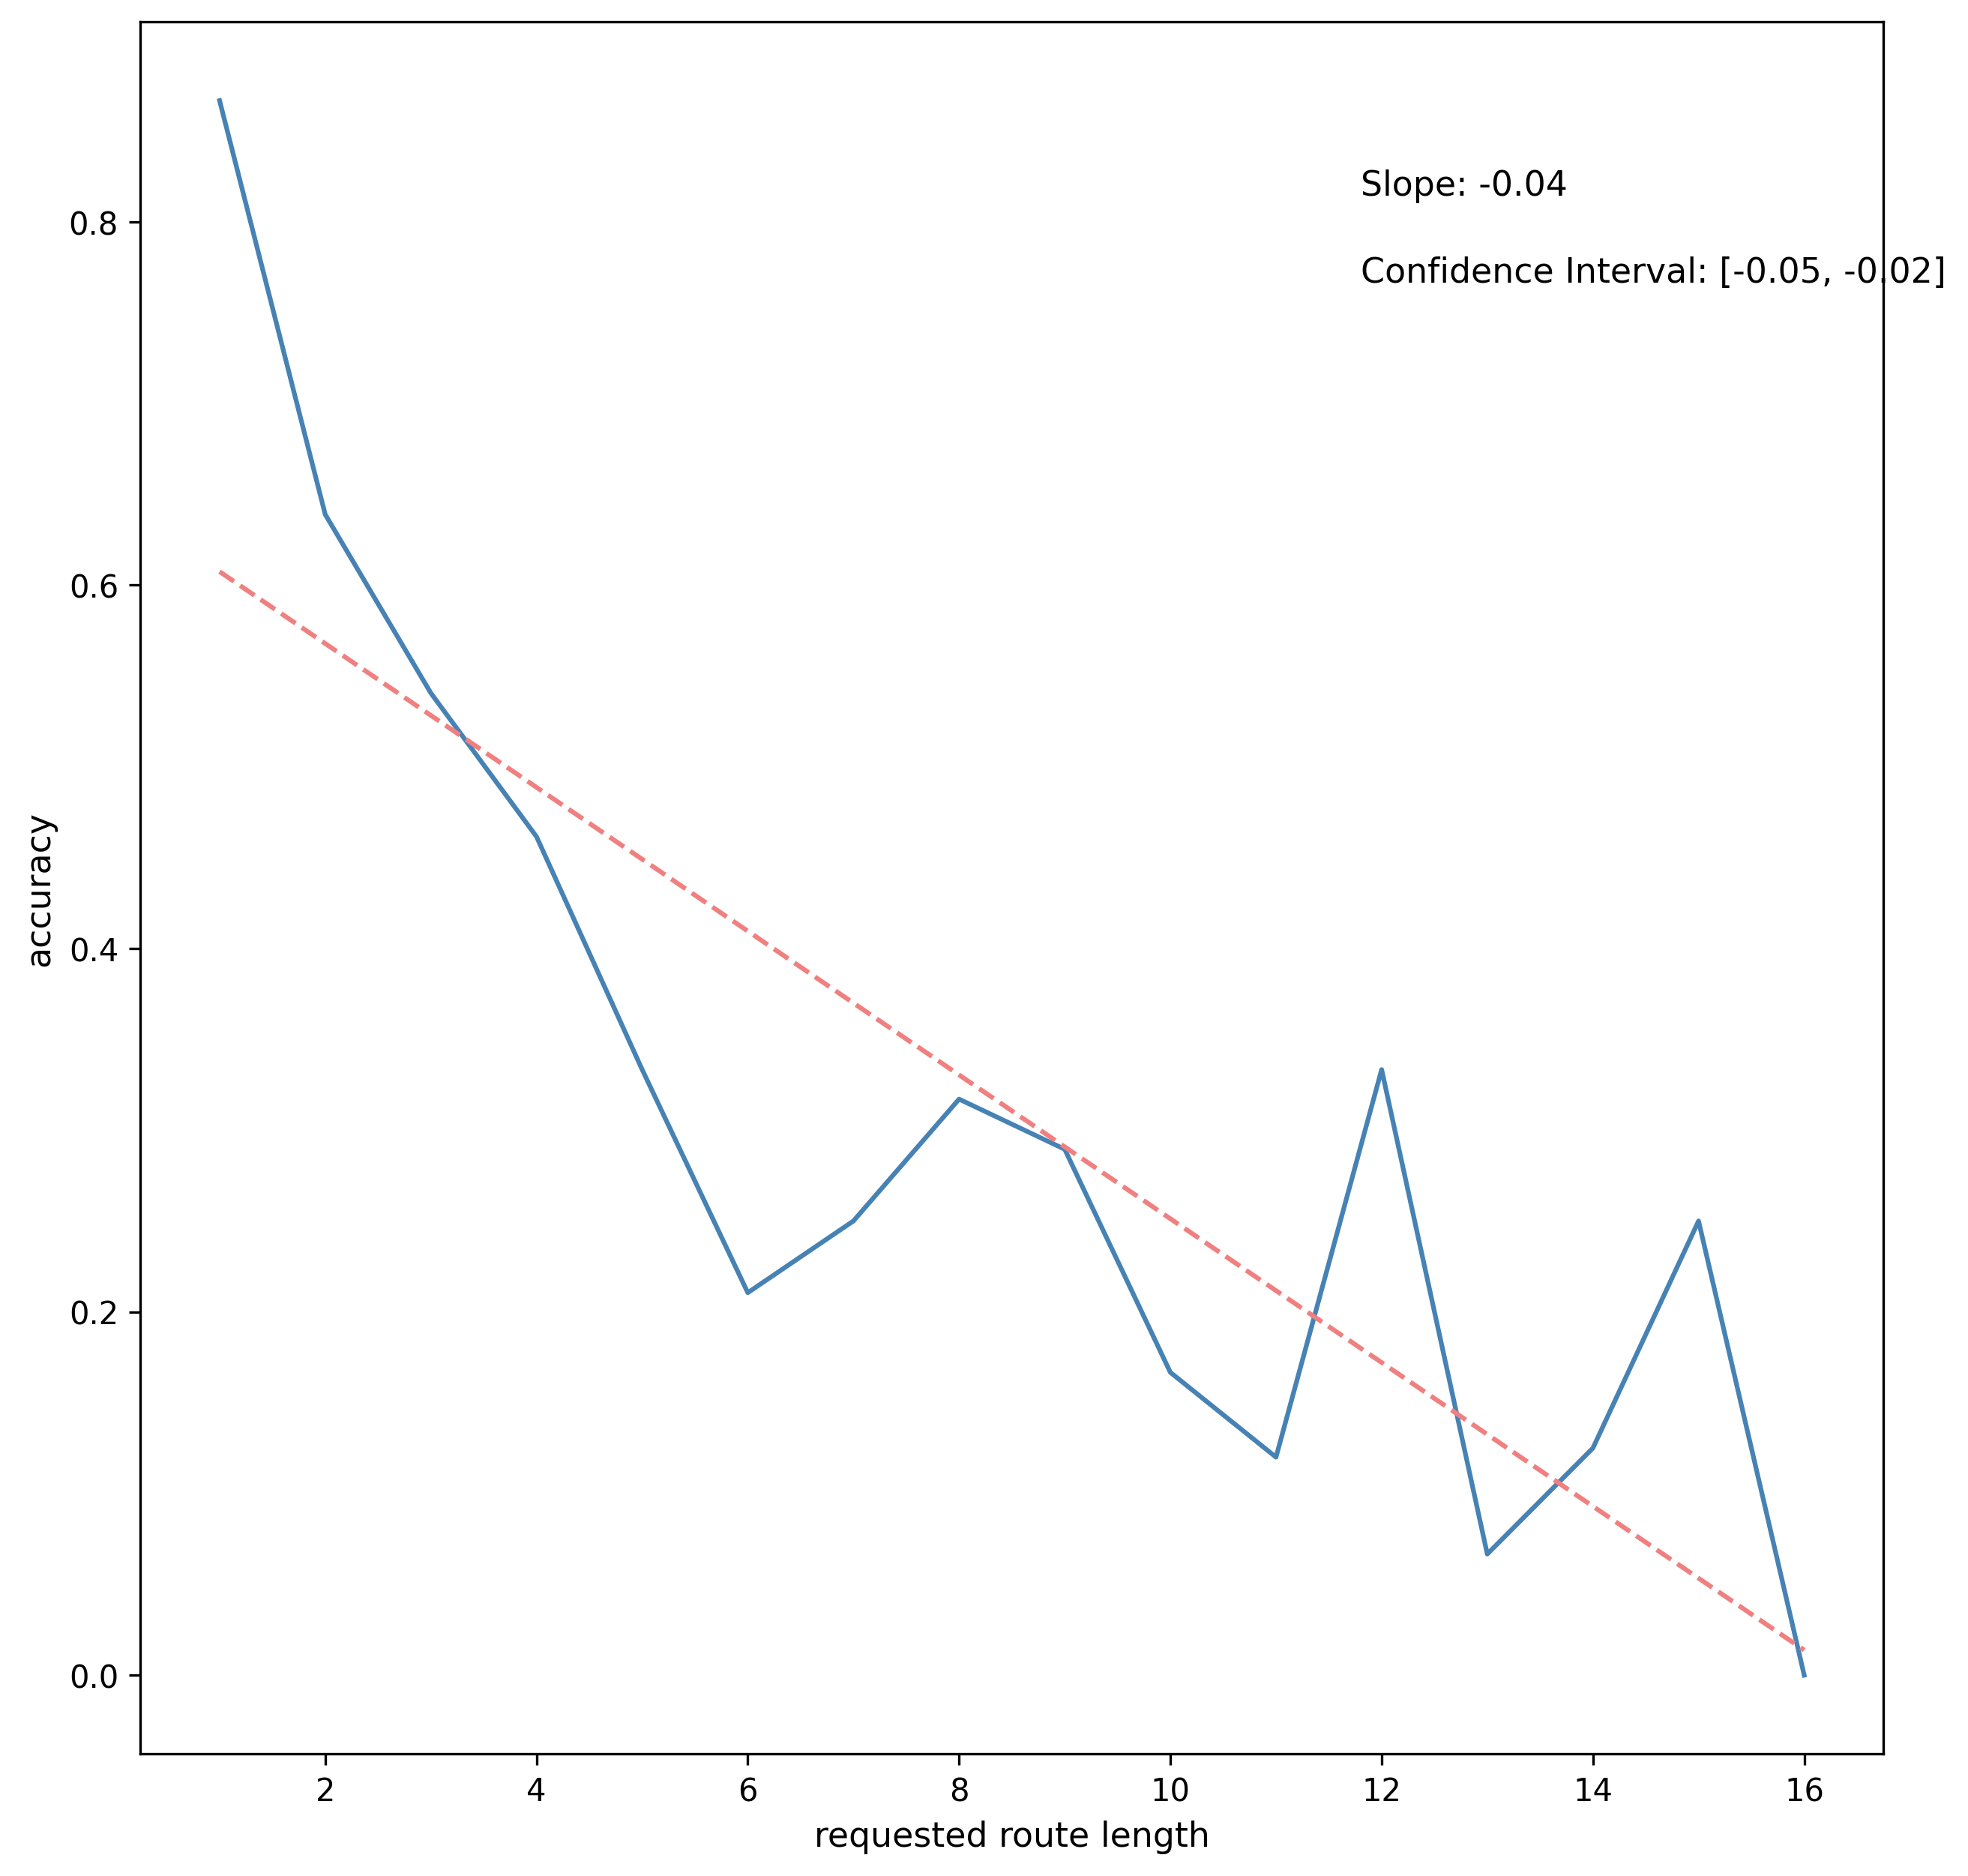 Slope: -0.04
Confidence Interval: [-0.05, -0.02]
accuracy
0.8
0.6
0.4
0.2
0.0
2 4 6 8 10 12 14 16
requested route length